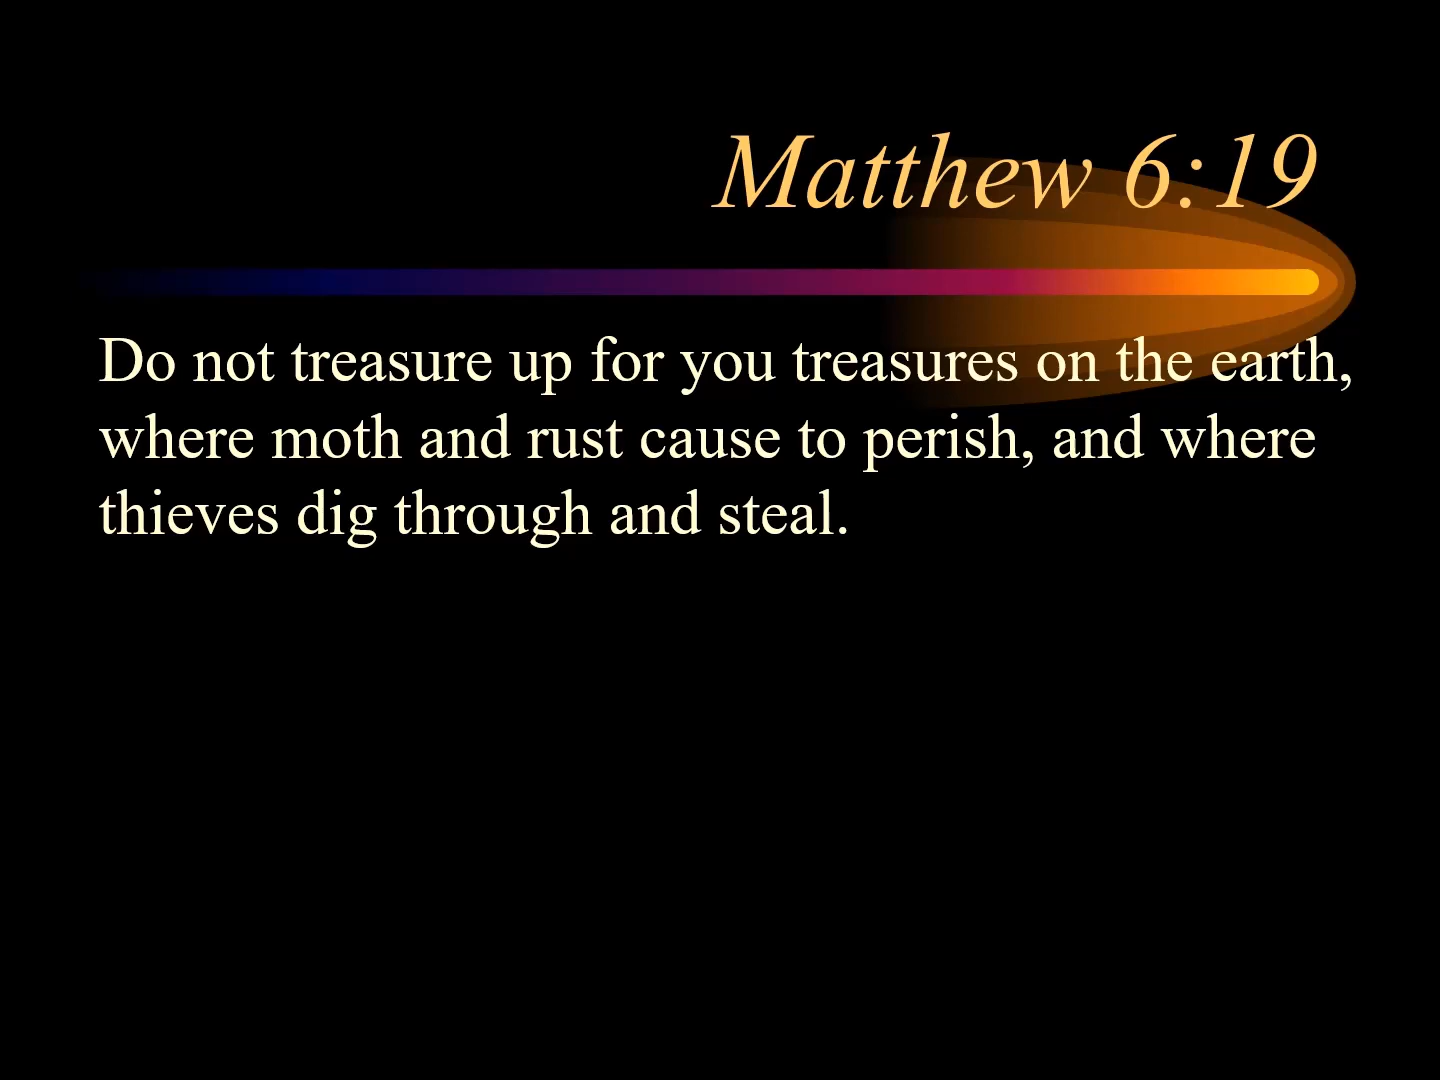 Matthew 6:19
Do not treasure up for you treasures on the earth,
where moth and rust cause to perish, and where
thieves dig through and steal.